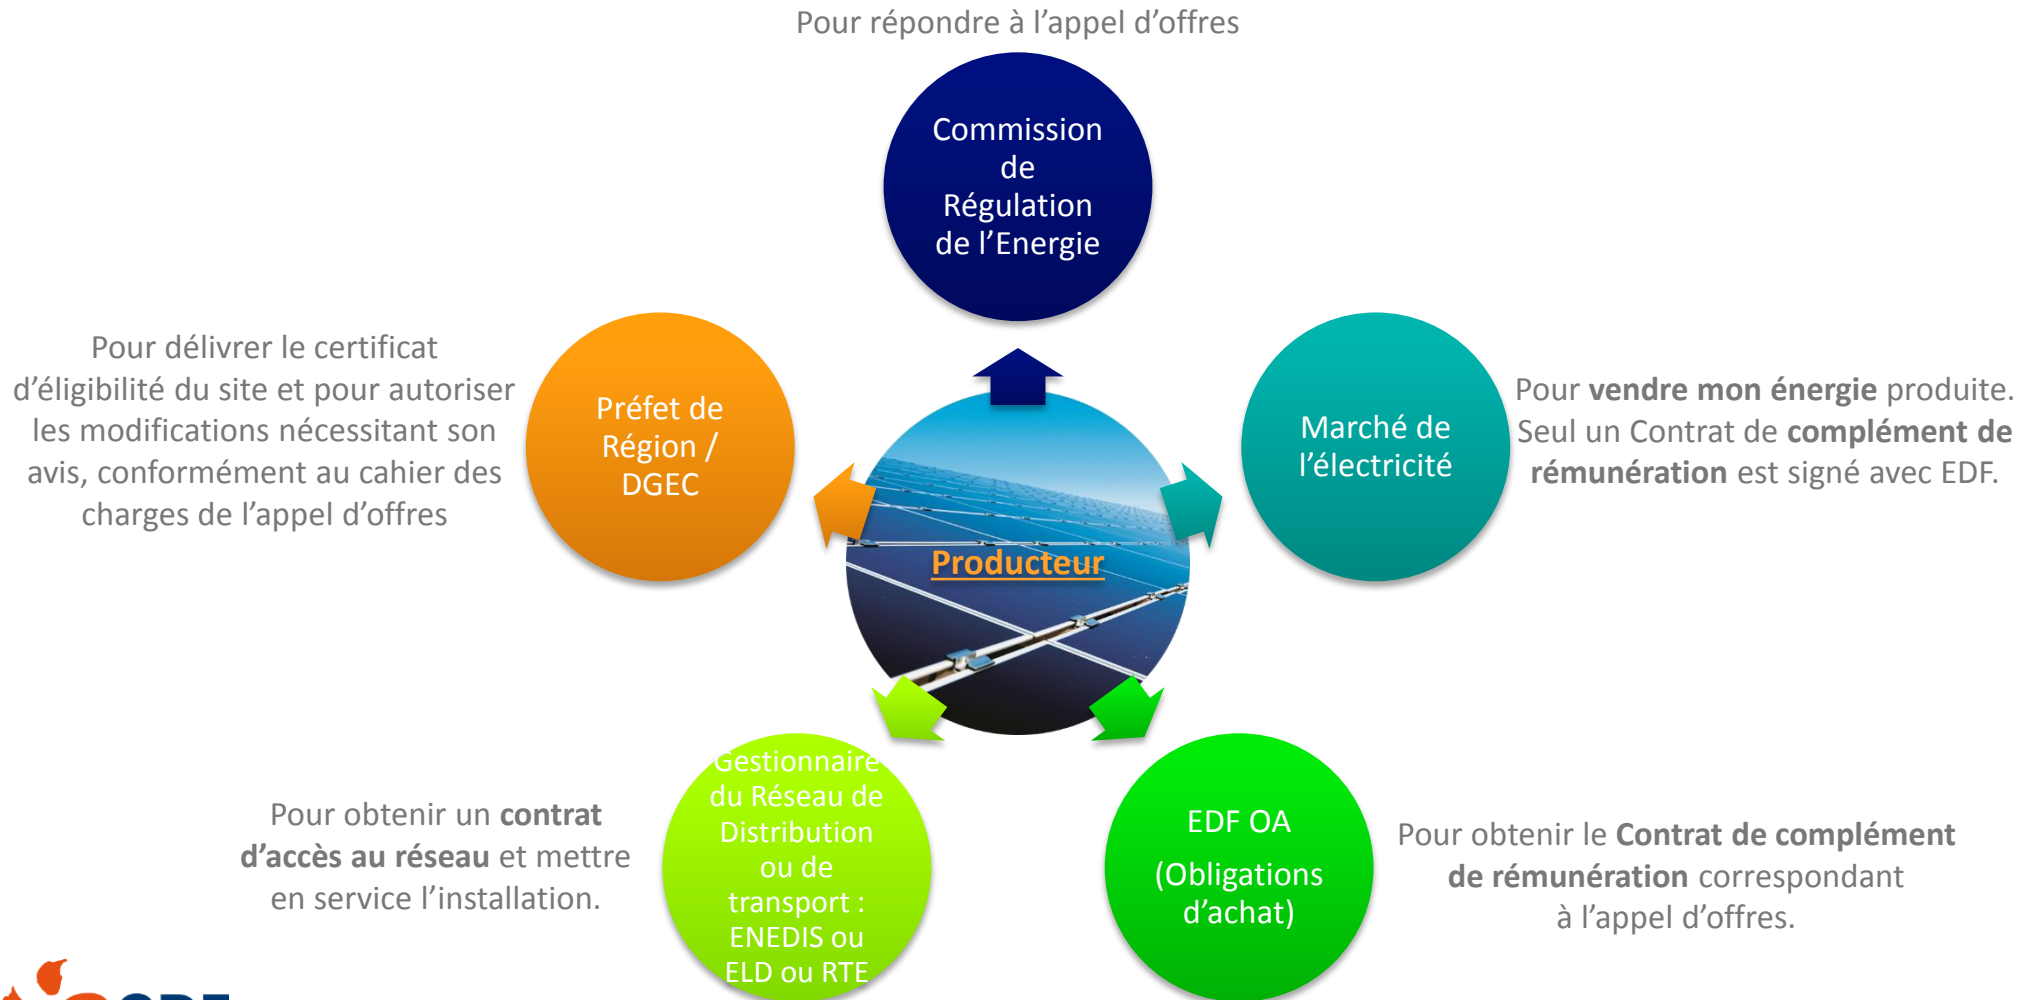 Pour répondre à l’appel d’offres
Commission
de
Régulation
de l’Energie
Pour délivrer le certificat
d’éligibilité du site et pour autoriser
les modifications nécessitant son
avis, conformément au cahier des
charges de l’appel d’offres
Préfet de
Région /
DGEC
Marché de
l’électricité
Pour vendre mon énergie produite.
Seul un Contrat de complément de
rémunération est signé avec EDF.
Producteur
Pour obtenir un contrat
d’accès au réseau et mettre
en service l’installation.
Gestionnaire
du Réseau de
Distribution
ou de
transport :
ENEDIS ou
ELD ou RTE
EDF OA
(Obligations
d’achat)
Pour obtenir le Contrat de complément
de rémunération correspondant
à l’appel d’offres.